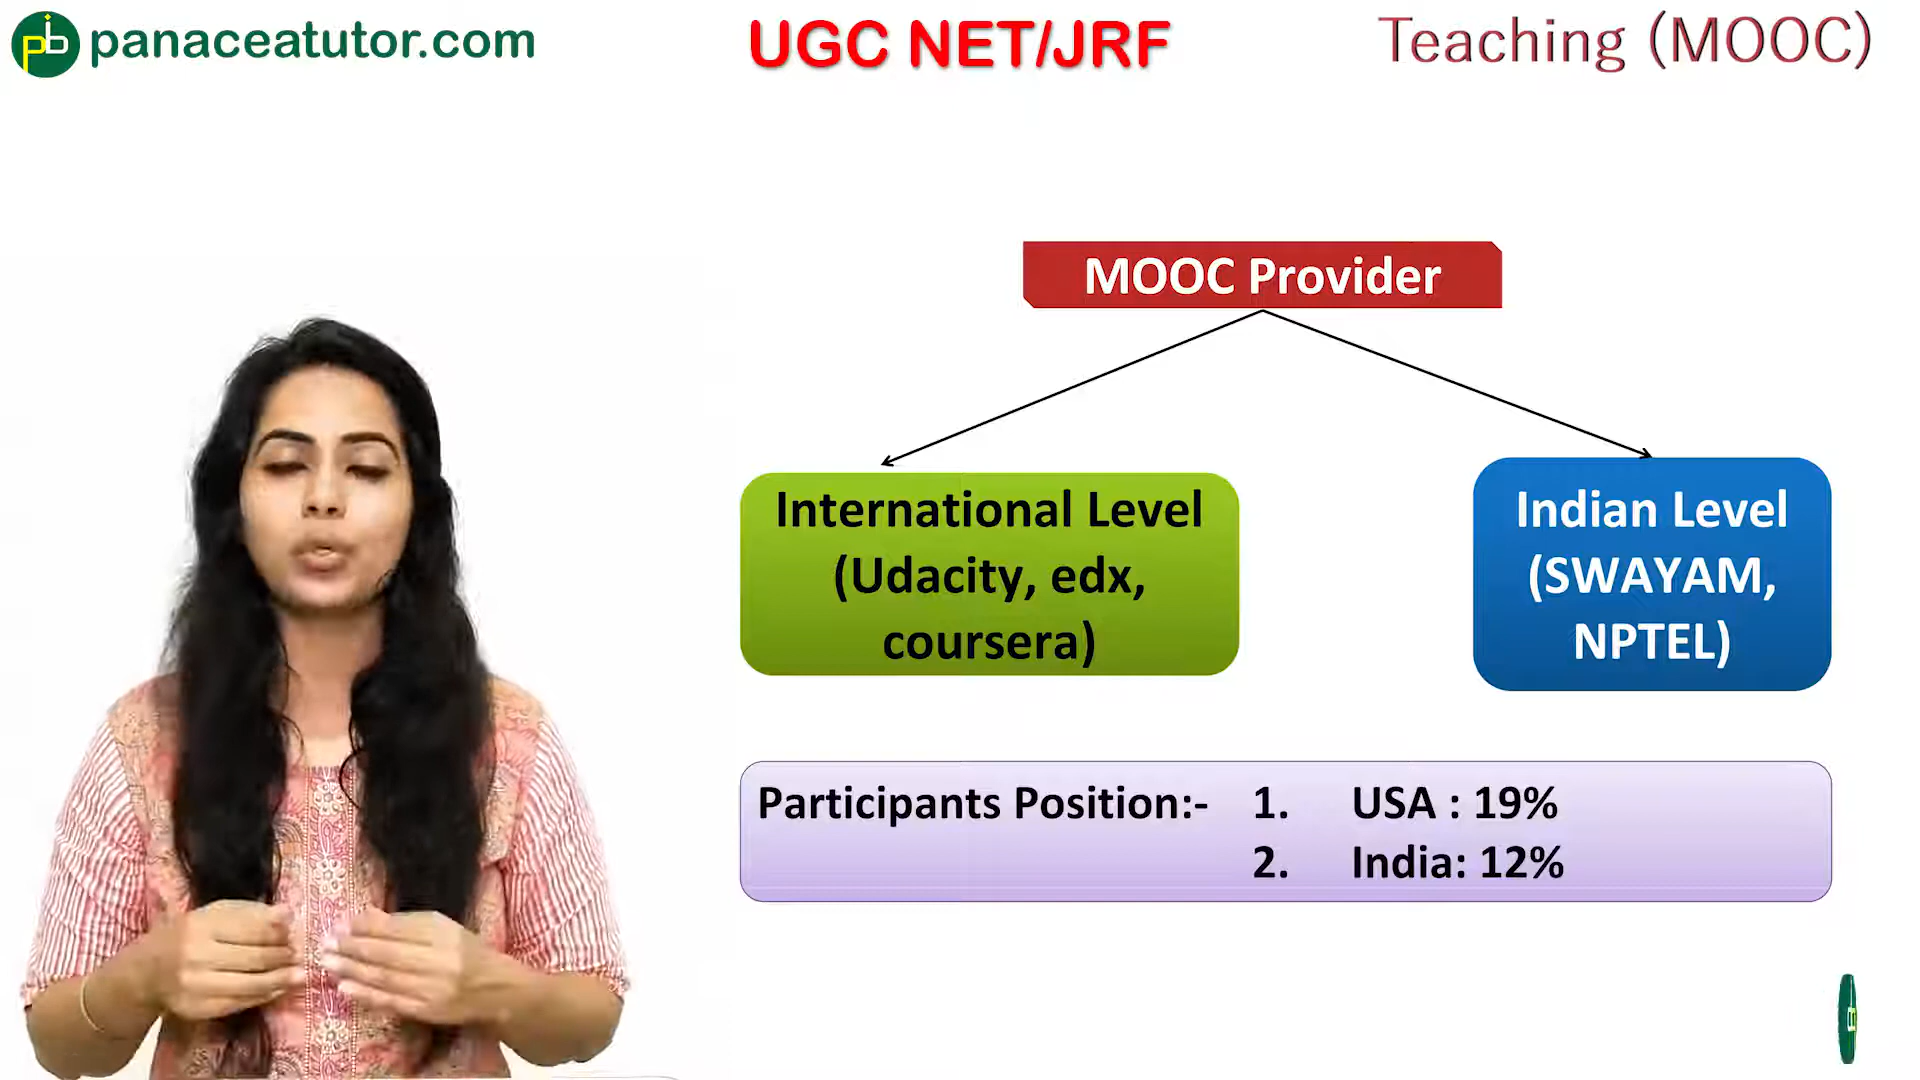 panaceatutor.com
UGC NET/JRF
Teaching (MOOC)
MOOC Provider
International Level
(Udacity, edx,
coursera)
Indian Level
(SWAYAM,
NPTEL)
Participants Position:- 1. USA : 19%
2. India: 12%